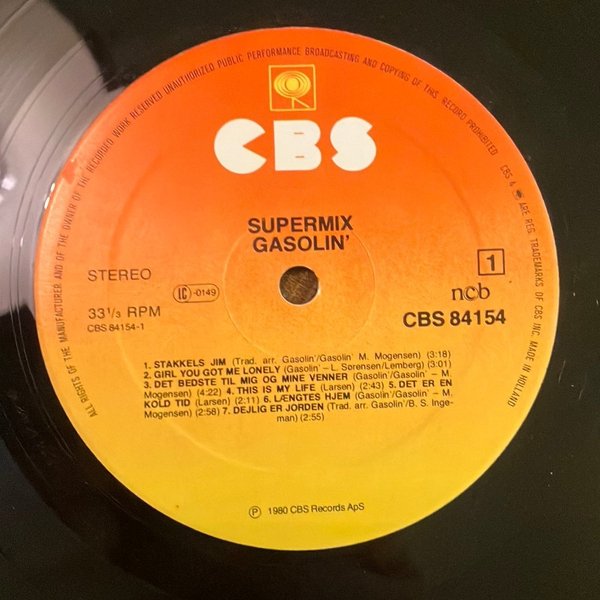 ALL RIGHTS OF THE MANUFACTURER AND OF THE OWNER OF THE RECORDED WORK RESERVED UNAUTHORIZED PUBLIC PERFORMANCE BROADCASTING AND COPYING OF THIS RECORD PROHIBITED
CBS & ARE REG. TRADEMARKS OF CBS INC. MADE IN HOLLAND
CBS
SUPERMIX
GASOLIN'
STEREO
1
(IC)-0149
33 1/3 RPM
ncb
CBS 84154-1
CBS 84154
1. STAKKELS JIM (Trad. arr. Gasolin'/Gasolin' M. Mogensen) (3:18)
2. GIRL YOU GOT ME LONELY (Gasolin' – L. Sørensen/Lemberg) (3:01)
3. DET BEDSTE TIL MIG OG MINE VENNER (Gasolin'/Gasolin' – M.
Mogensen) (4:22) 4. THIS IS MY LIFE (Larsen) (2:43) 5. DET ER EN
KOLD TID (Larsen) (2:11) 6. LÆNGTES HJEM (Gasolin'/Gasolin' – M.
Mogensen) (2:58) 7. DEJLIG ER JORDEN (Trad. arr. Gasolin'/B. S. Inge-
man) (2:55)
Ⓟ 1980 CBS Records ApS